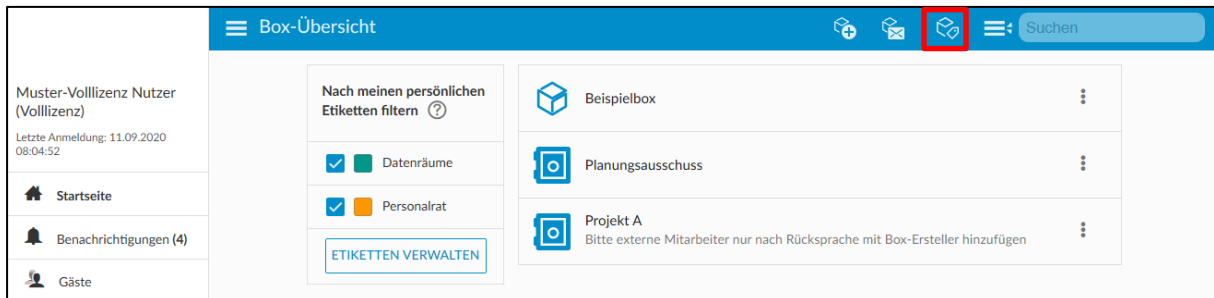 Box-Übersicht
Suchen
Muster-Volllizenz Nutzer
(Volllizenz)
Letzte Anmeldung: 11.09.2020
08:04:52
Startseite
Benachrichtigungen (4)
Gäste
Nach meinen persönlichen
Etiketten filtern ?
Datenräume
Personalrat
ETIKETTEN VERWALTEN
Beispielbox
Planungsausschuss
Projekt A
Bitte externe Mitarbeiter nur nach Rücksprache mit Box-Ersteller hinzufügen